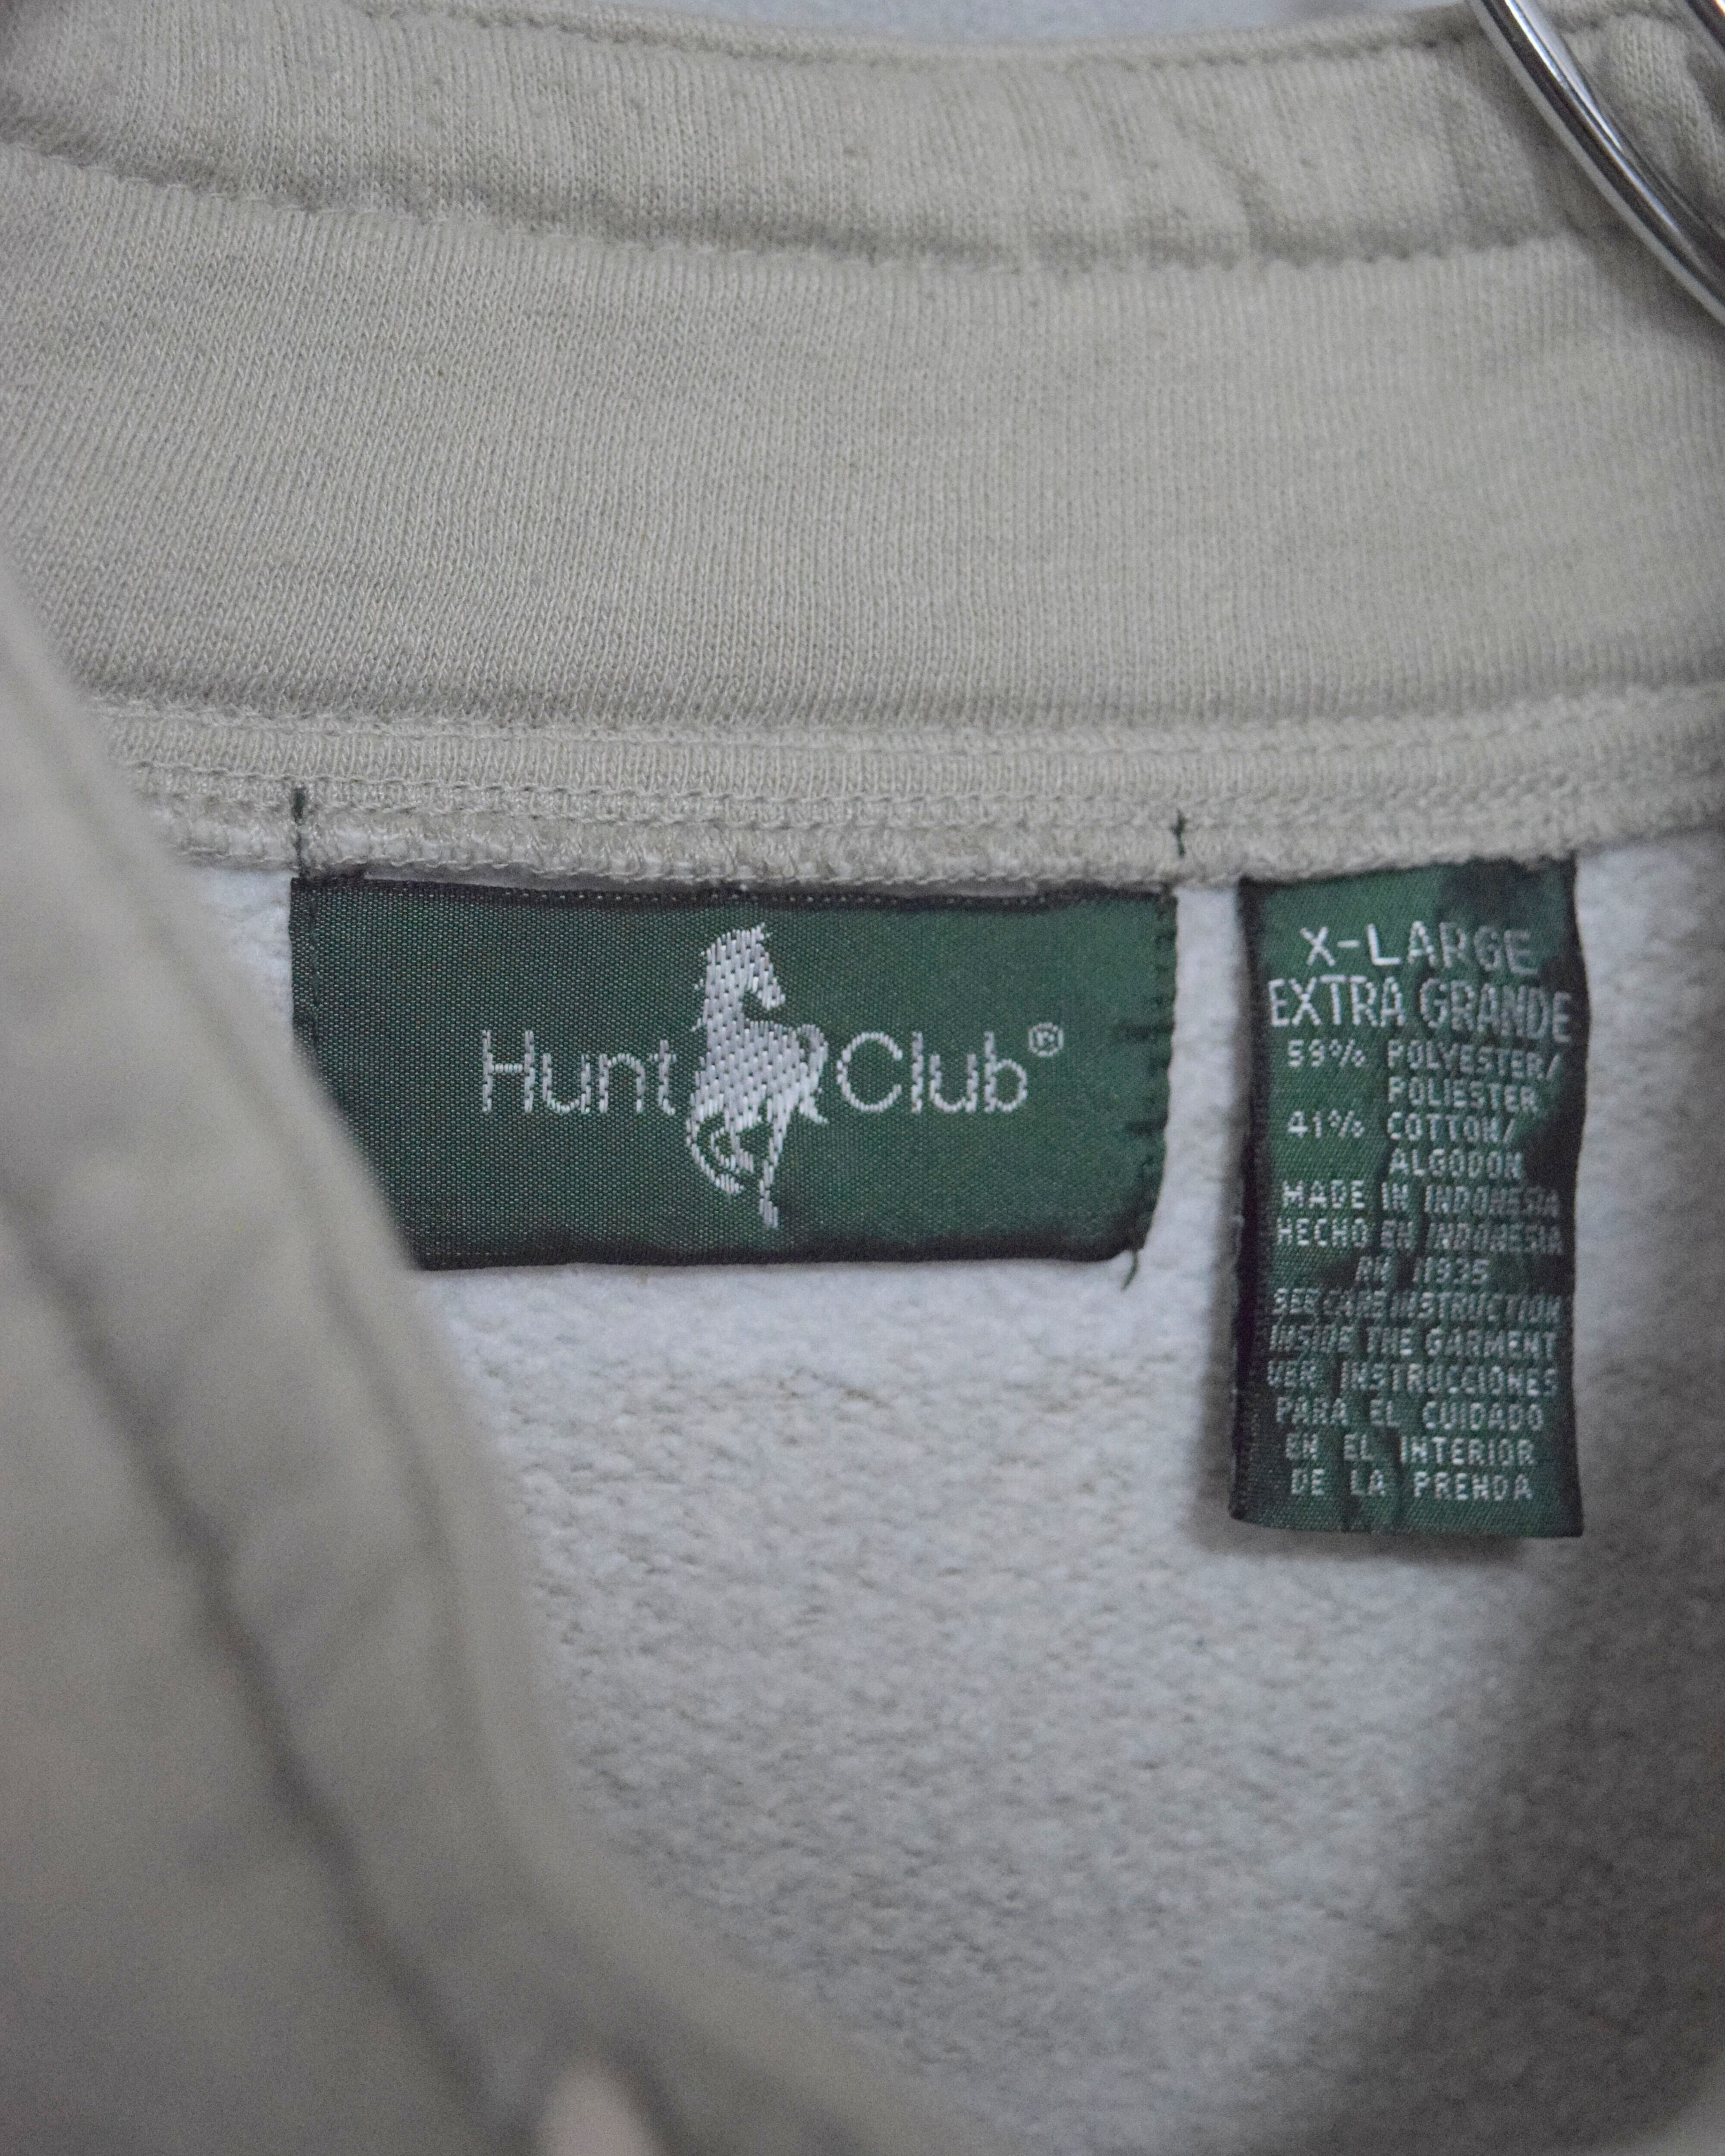 Hunt Club®
X-LARGE
EXTRA GRANDE
59% POLYESTER/
POLIESTER
41% COTTON/
ALGODON
MADE IN INDONESIA
HECHO EN INDONESIA
RN 11935
SEE CARE INSTRUCTION
INSIDE THE GARMENT
VER INSTRUCCIONES
PARA EL CUIDADO
EN EL INTERIOR
DE LA PRENDA